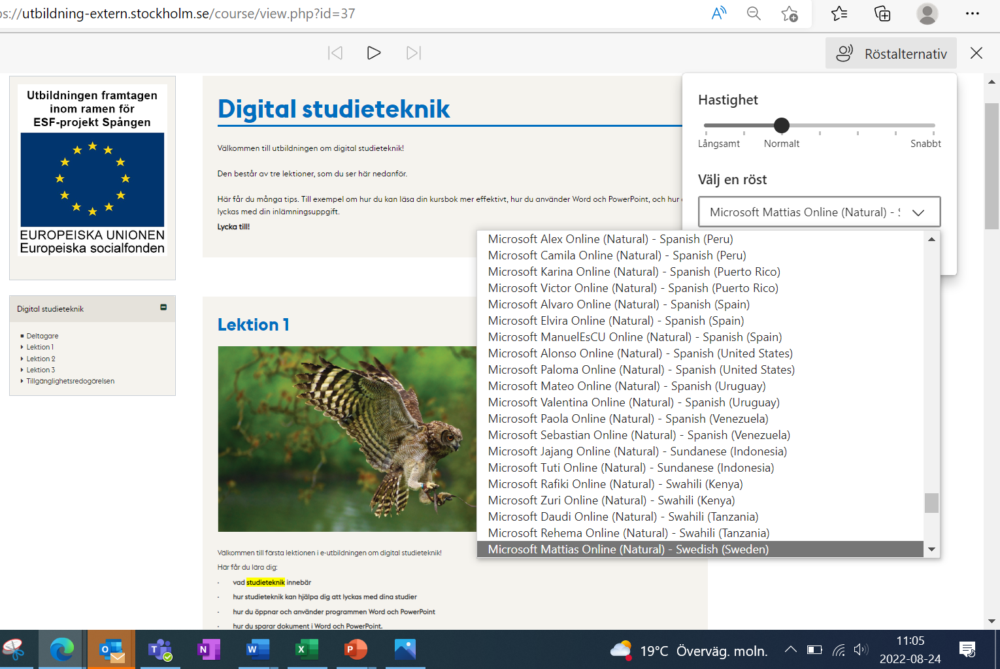 ps://utbildning-extern.stockholm.se/course/view.php?id=37
Röstalternativ
Utbildningen framtagen
inom ramen för
ESF-projekt Spången
EUROPEISKA UNIONEN
Europeiska socialfonden
Digital studieteknik
Deltagare
Lektion 1
Lektion 2
Lektion 3
Tillgänglighetsredogörelsen
Digital studieteknik
Välkommen till utbildningen om digital studieteknik!
Den består av tre lektioner, som du ser här nedanför.
Här får du många tips. Till exempel om hur du kan läsa din kursbok mer effektivt, hur du använder Word och PowerPoint, och hur
lyckas med din inlämningsuppgift.
Lycka till!
Lektion 1
Välkommen till första lektionen i e-utbildningen om digital studieteknik!
Här får du lära dig:
· vad studieteknik innebär
· hur studieteknik kan hjälpa dig att lyckas med dina studier
· hur du öppnar och använder programmen Word och PowerPoint
· hur du sparar dokument i Word och PowerPoint.
Hastighet
Långsamt Normalt Snabbt
Välj en röst
Microsoft Mattias Online (Natural) - S
Microsoft Alex Online (Natural) - Spanish (Peru)
Microsoft Camila Online (Natural) - Spanish (Peru)
Microsoft Karina Online (Natural) - Spanish (Puerto Rico)
Microsoft Victor Online (Natural) - Spanish (Puerto Rico)
Microsoft Alvaro Online (Natural) - Spanish (Spain)
Microsoft Elvira Online (Natural) - Spanish (Spain)
Microsoft ManuelEsCU Online (Natural) - Spanish (Spain)
Microsoft Alonso Online (Natural) - Spanish (United States)
Microsoft Paloma Online (Natural) - Spanish (United States)
Microsoft Mateo Online (Natural) - Spanish (Uruguay)
Microsoft Valentina Online (Natural) - Spanish (Uruguay)
Microsoft Paola Online (Natural) - Spanish (Venezuela)
Microsoft Sebastian Online (Natural) - Spanish (Venezuela)
Microsoft Jajang Online (Natural) - Sundanese (Indonesia)
Microsoft Tuti Online (Natural) - Sundanese (Indonesia)
Microsoft Rafiki Online (Natural) - Swahili (Kenya)
Microsoft Zuri Online (Natural) - Swahili (Kenya)
Microsoft Daudi Online (Natural) - Swahili (Tanzania)
Microsoft Rehema Online (Natural) - Swahili (Tanzania)
Microsoft Mattias Online (Natural) - Swedish (Sweden)
19°C Överväg. moln.
11:05
2022-08-24